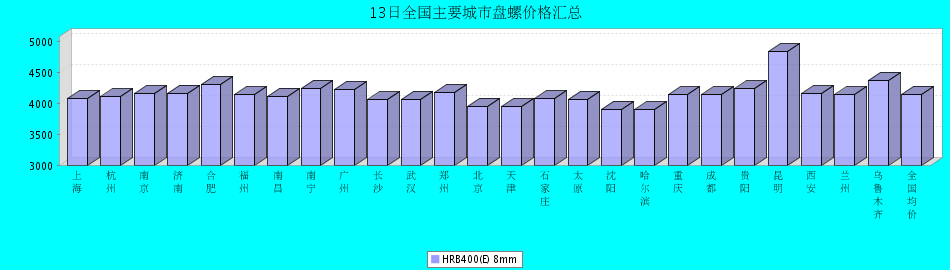 13日全国主要城市盘螺价格汇总
5000
4500
4000
3500
3000
上海
杭州
南京
济南
合肥
福州
南昌
南宁
广州
长沙
武汉
郑州
北京
天津
石家庄
太原
沈阳
哈尔滨
重庆
成都
贵阳
昆明
西安
兰州
乌鲁木齐
全国均价
HRB400(E) 8mm